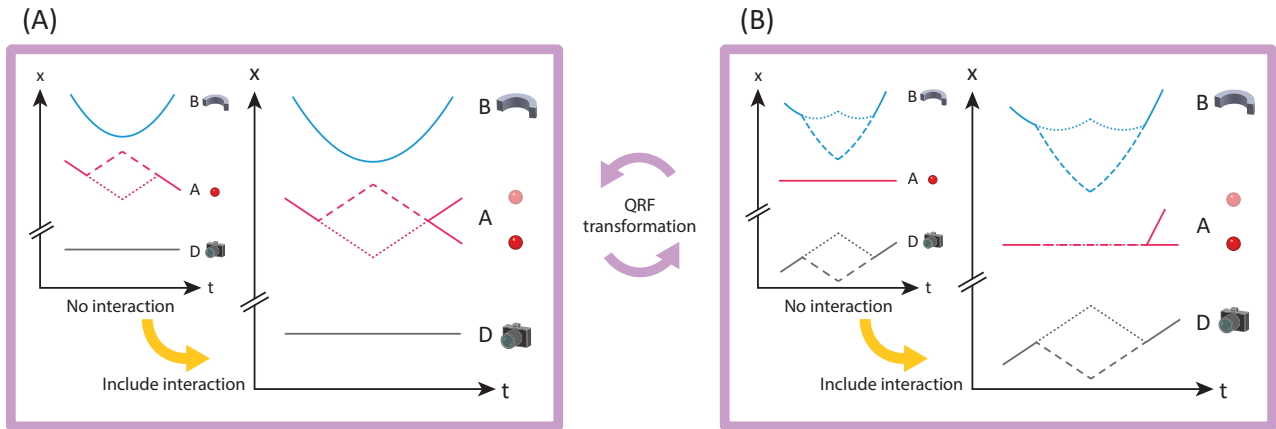 (A)
x
B
A
D
t
No interaction
Include interaction
x
B
A
D
t
QRF
transformation
(B)
x
B
A
D
t
No interaction
Include interaction
x
B
A
D
t